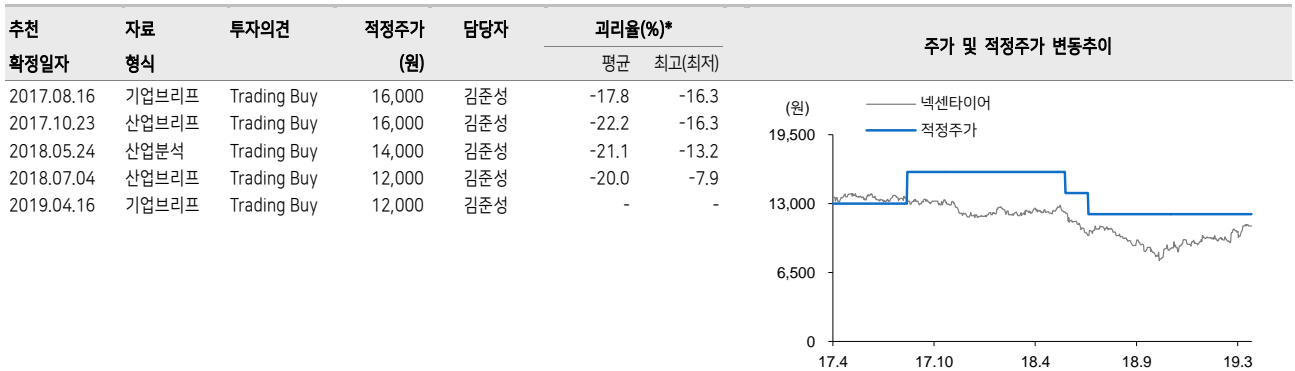 추천 자료 투자의견 적정주가 담당자 괴리율(%)* 주가 및 적정주가 변동추이
확정일자 형식 (원) 평균 최고(최저)
2017.08.16 기업브리프 Trading Buy 16,000 김준성 -17.8 -16.3
2017.10.23 산업브리프 Trading Buy 16,000 김준성 -22.2 -16.3
2018.05.24 산업분석 Trading Buy 14,000 김준성 -21.1 -13.2
2018.07.04 산업브리프 Trading Buy 12,000 김준성 -20.0 -7.9
2019.04.16 기업브리프 Trading Buy 12,000 김준성 - -
(원)
넥센타이어
적정주가
19,500
13,000
6,500
0
17.4 17.10 18.4 18.9 19.3